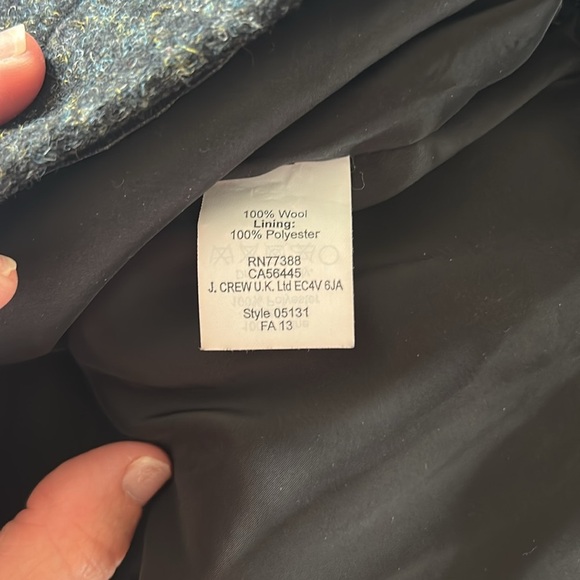 100% Wool
Lining:
100% Polyester
RN77388
CA56445
J. CREW U.K. Ltd EC4V 6JA
Style 05131
FA 13